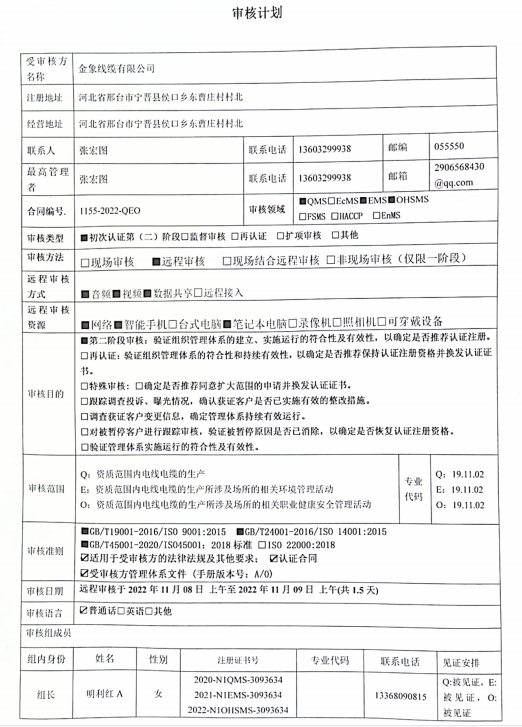 审核计划
受审核方名称 金象线缆有限公司
注册地址 河北省邢台市宁晋县侯口乡东曹庄村村北
经营地址 河北省邢台市宁晋县侯口乡东曹庄村村北
联系人 张宏图 联系电话 13603299938 邮编 055550
最高管理者 张宏图 联系电话 13603299938 邮箱 2906568430@qq.com
合同编号. 1155-2022-QEO 审核领域 ■QMS□EcMS■EMS■OHSMS
□FSMS □HACCP □EnMS
审核类型 ■初次认证第（二）阶段□监督审核 □再认证 □扩项审核 □其他
审核方法 □现场审核 ■远程审核 □现场结合远程审核 □非现场审核（仅限一阶段）
远程审核方式 ■音频■视频■数据共享□远程接入
远程审核资源 ■网络■智能手机□台式电脑■笔记本电脑□录像机□照相机□可穿戴设备
审核目的
■第二阶段审核：验证组织管理体系的建立、实施运行的符合性及有效性，以确定是否推荐认证注册。
□再认证：验证组织管理体系的符合性和持续有效性，以确定是否推荐保持认证注册资格并换发认证证书。
□特殊审核：□确定是否推荐同意扩大范围的申请并换发认证证书。
□跟踪调查投诉、曝光情况，确认获证客户是否已实施有效的整改措施。
□调查获证客户变更信息，确定管理体系持续有效运行。
□对被暂停客户进行跟踪审核，验证被暂停原因是否已消除，以确定是否恢复认证注册资格。
□验证管理体系实施运行的符合性及有效性。
审核范围
Q：资质范围内电线电缆的生产
E：资质范围内电线电缆的生产所涉及场所的相关环境管理活动
O：资质范围内电线电缆的生产所涉及场所的相关职业健康安全管理活动
专业代码
Q：19.11.02
E：19.11.02
O：19.11.02
审核准则
■GB/T19001-2016/ISO 9001:2015 ■GB/T24001-2016/ISO 14001:2015
■GB/T45001-2020/ISO45001：2018 标准 □ISO 22000:2018
☑适用于受审核方的法律法规及其他要求；☑认证合同
☑受审核方管理体系文件（手册版本号：A/0）
审核日期 远程审核于 2022 年 11 月 08 日 上午至 2022 年 11 月 09 日 上午(共 1.5 天)
审核语言 ☑普通话□英语□其他
审核组成员
组内身份 姓名 性别 注册证书号 专业代码 联系电话 见证安排
组长 明利红 A 女
2020-N1QMS-3093634
2021-N1EMS-3093634
2022-N1OHSMS-3093634
13368090815
Q:被见证，E:
被见证，O:
被见证